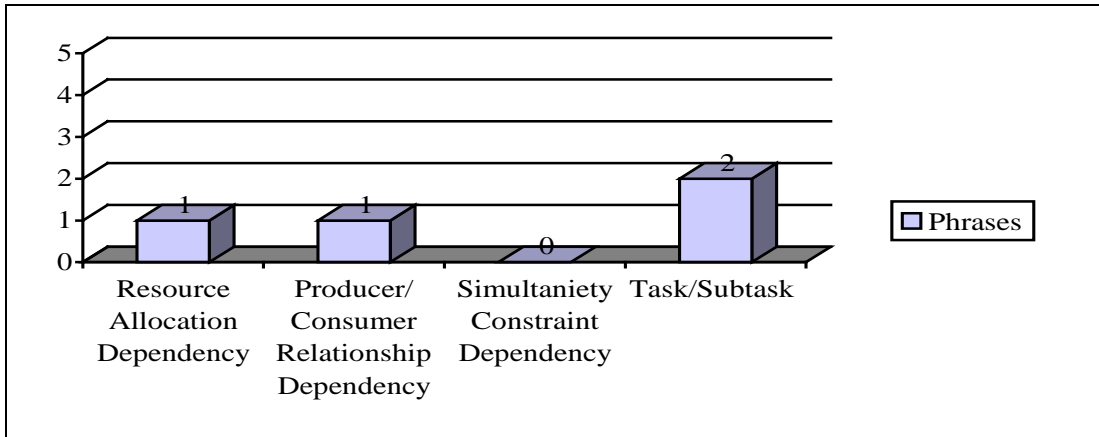 5
4
3
2
1
0
1
1
0
2
Resource
Allocation
Dependency
Producer/
Consumer
Relationship
Dependency
Simultaniety
Constraint
Dependency
Task/Subtask
Phrases